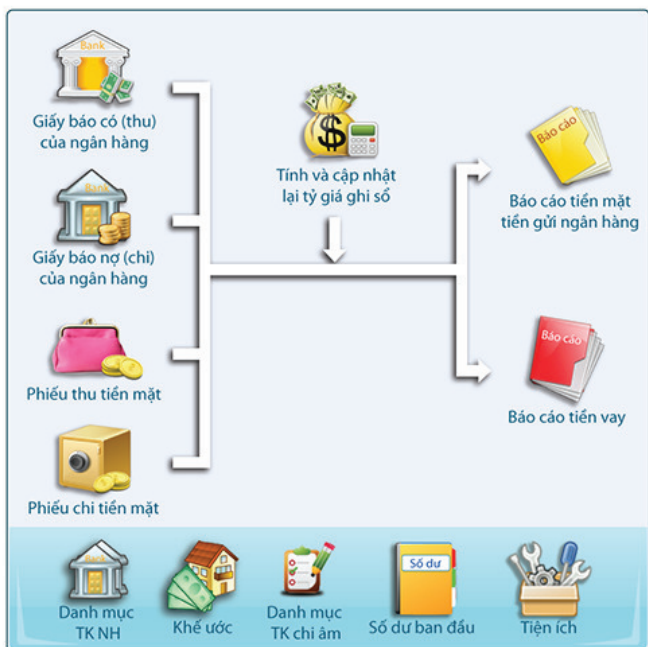 Bank
Giấy báo có (thu)
của ngân hàng
Bank
Giấy báo nợ (chi)
của ngân hàng
Phiếu thu tiền mặt
Phiếu chi tiền mặt
$
Tính và cập nhật
lại tỷ giá ghi sổ
Báo cáo
Báo cáo tiền mặt
tiền gửi ngân hàng
Báo cáo
Báo cáo tiền vay
Bank
Danh mục
TK NH
Khế ước
Danh mục
TK chi âm
Số dư
Số dư ban đầu
Tiện ích